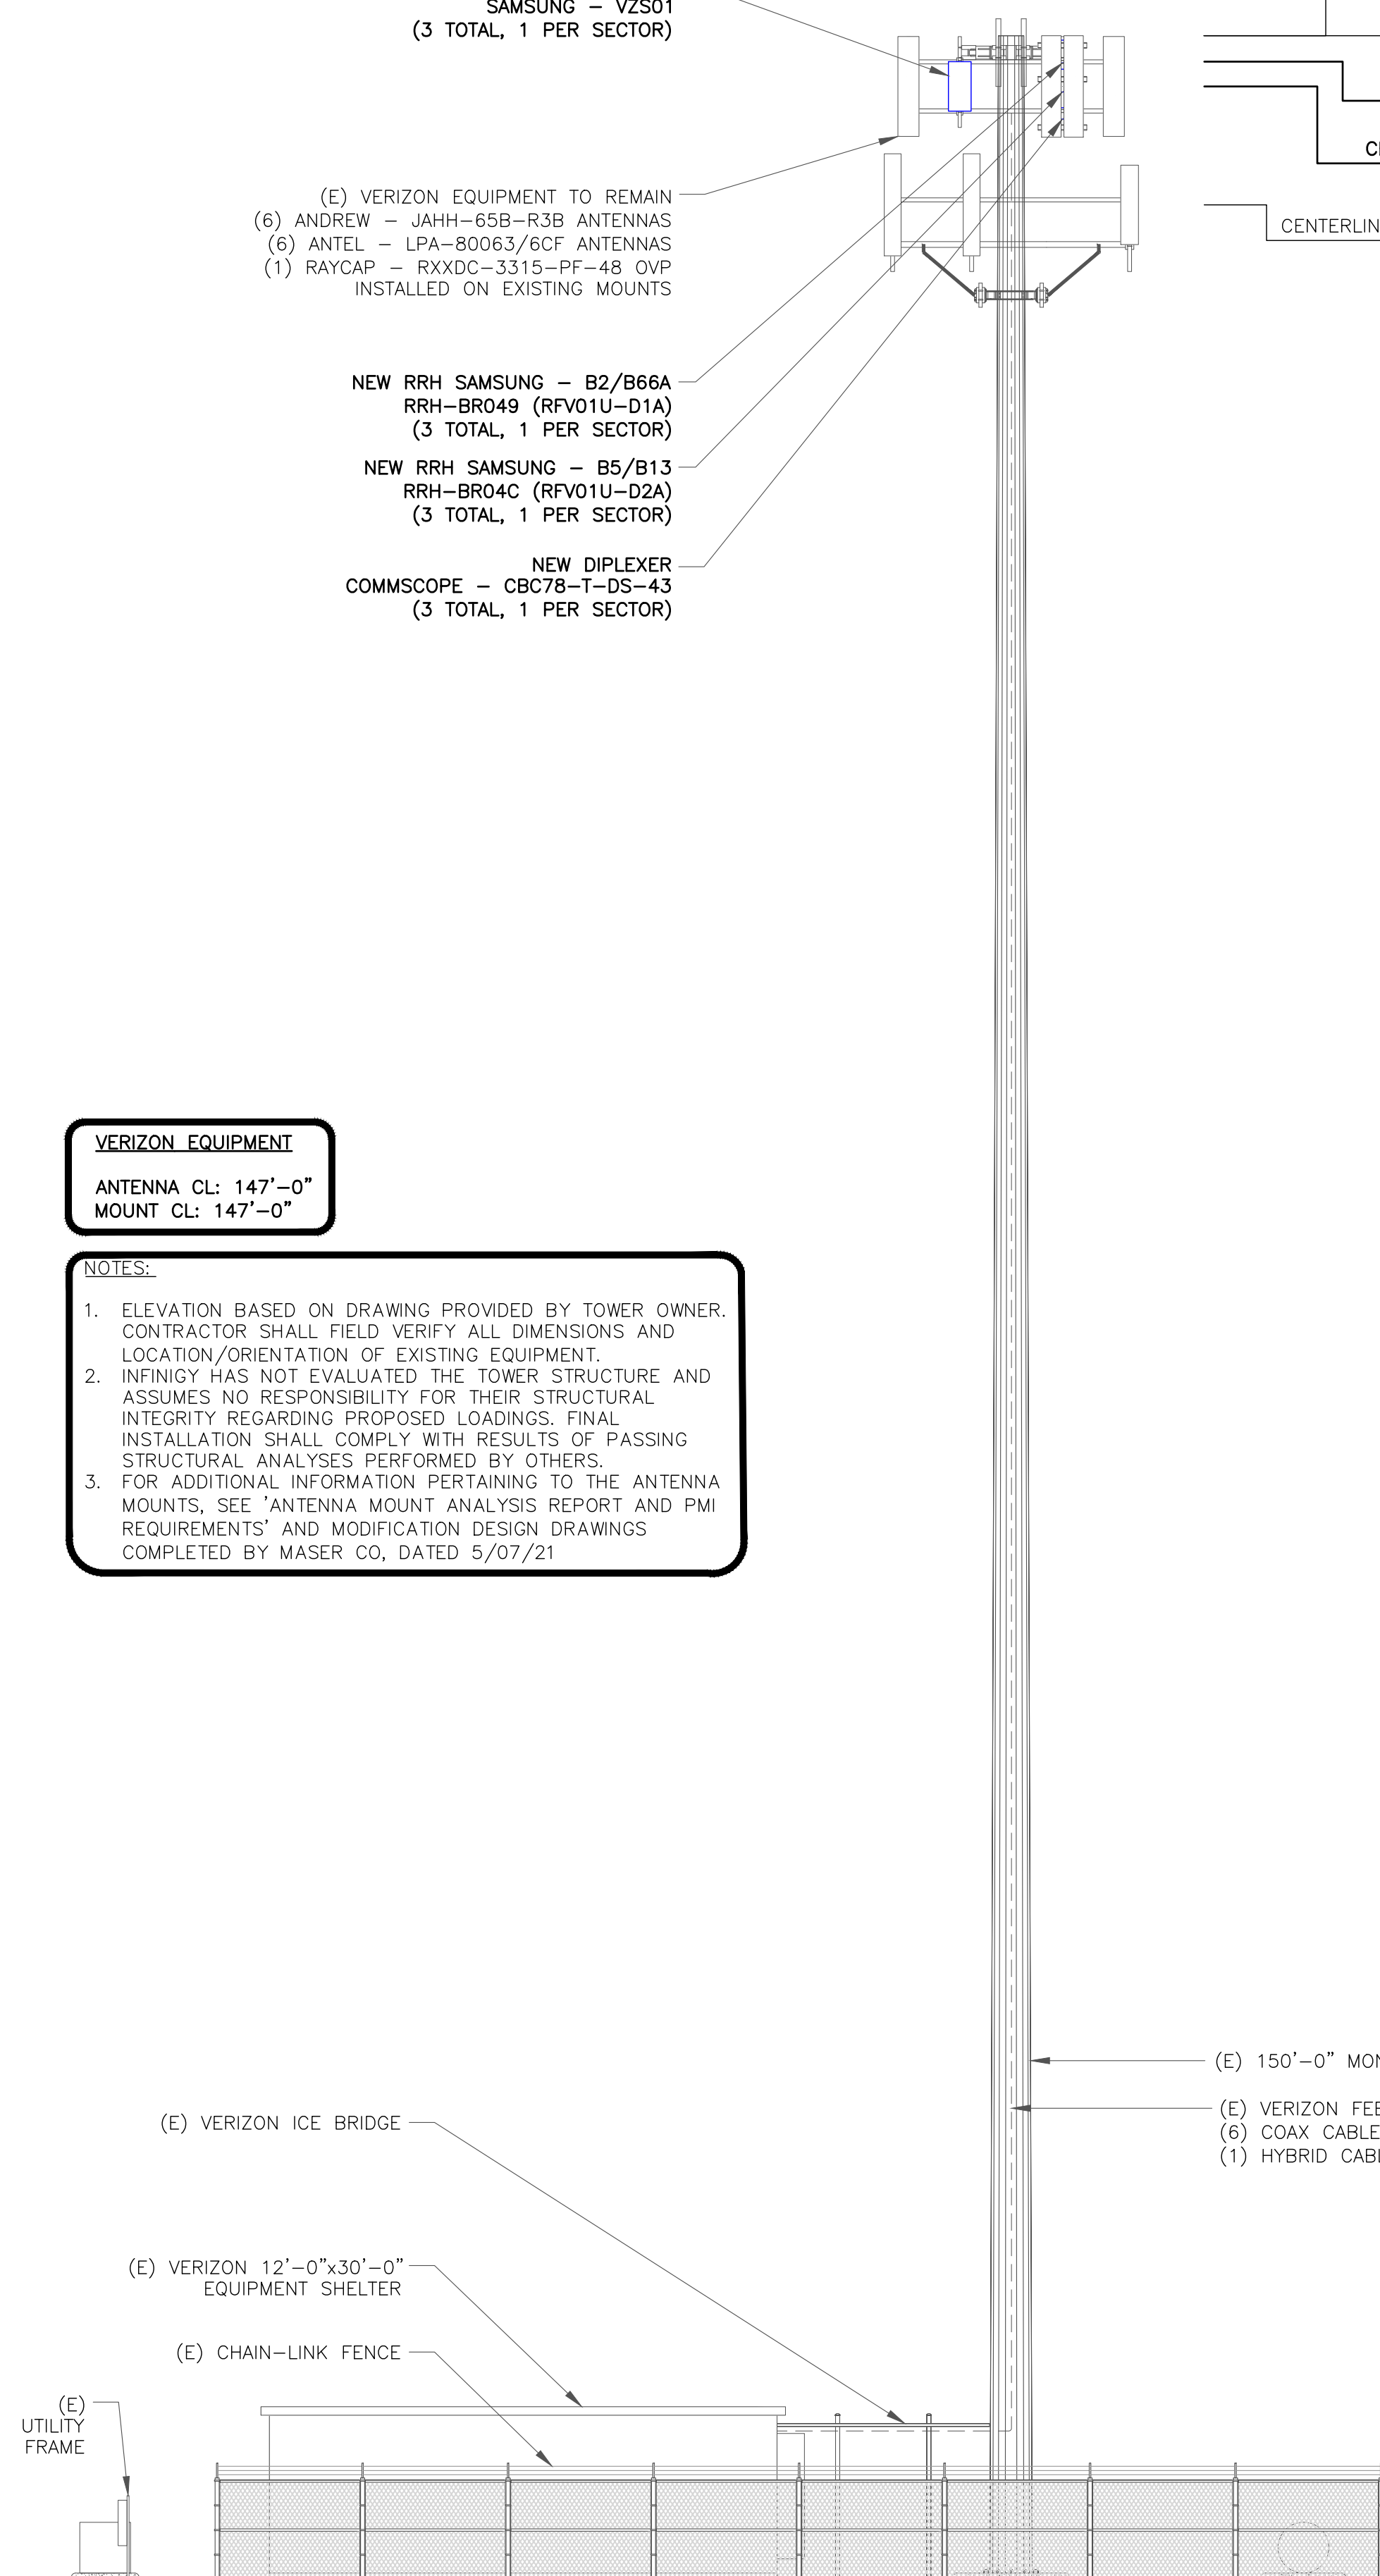 SAMSUNG – VZS01
(3 TOTAL, 1 PER SECTOR)
(E) VERIZON EQUIPMENT TO REMAIN
(6) ANDREW – JAHH–65B–R3B ANTENNAS
(6) ANTEL – LPA–80063/6CF ANTENNAS
(1) RAYCAP – RXXDC–3315–PF–48 OVP
INSTALLED ON EXISTING MOUNTS
NEW RRH SAMSUNG – B2/B66A
RRH–BR049 (RFV01U–D1A)
(3 TOTAL, 1 PER SECTOR)
NEW RRH SAMSUNG – B5/B13
RRH–BR04C (RFV01U–D2A)
(3 TOTAL, 1 PER SECTOR)
NEW DIPLEXER
COMMSCOPE – CBC78–T–DS–43
(3 TOTAL, 1 PER SECTOR)
VERIZON EQUIPMENT
ANTENNA CL: 147'–0"
MOUNT CL: 147'–0"
NOTES:
1. ELEVATION BASED ON DRAWING PROVIDED BY TOWER OWNER.
CONTRACTOR SHALL FIELD VERIFY ALL DIMENSIONS AND
LOCATION/ORIENTATION OF EXISTING EQUIPMENT.
2. INFINIGY HAS NOT EVALUATED THE TOWER STRUCTURE AND
ASSUMES NO RESPONSIBILITY FOR THEIR STRUCTURAL
INTEGRITY REGARDING PROPOSED LOADINGS. FINAL
INSTALLATION SHALL COMPLY WITH RESULTS OF PASSING
STRUCTURAL ANALYSES PERFORMED BY OTHERS.
3. FOR ADDITIONAL INFORMATION PERTAINING TO THE ANTENNA
MOUNTS, SEE 'ANTENNA MOUNT ANALYSIS REPORT AND PMI
REQUIREMENTS' AND MODIFICATION DESIGN DRAWINGS
COMPLETED BY MASER CO, DATED 5/07/21
(E) 150'–0"
(E) VERIZON
(6) COAX
(1) HYBRID
(E) VERIZON ICE BRIDGE
(E) VERIZON 12'–0"x30'–0"
EQUIPMENT SHELTER
(E) CHAIN–LINK FENCE
(E)
UTILITY
FRAME